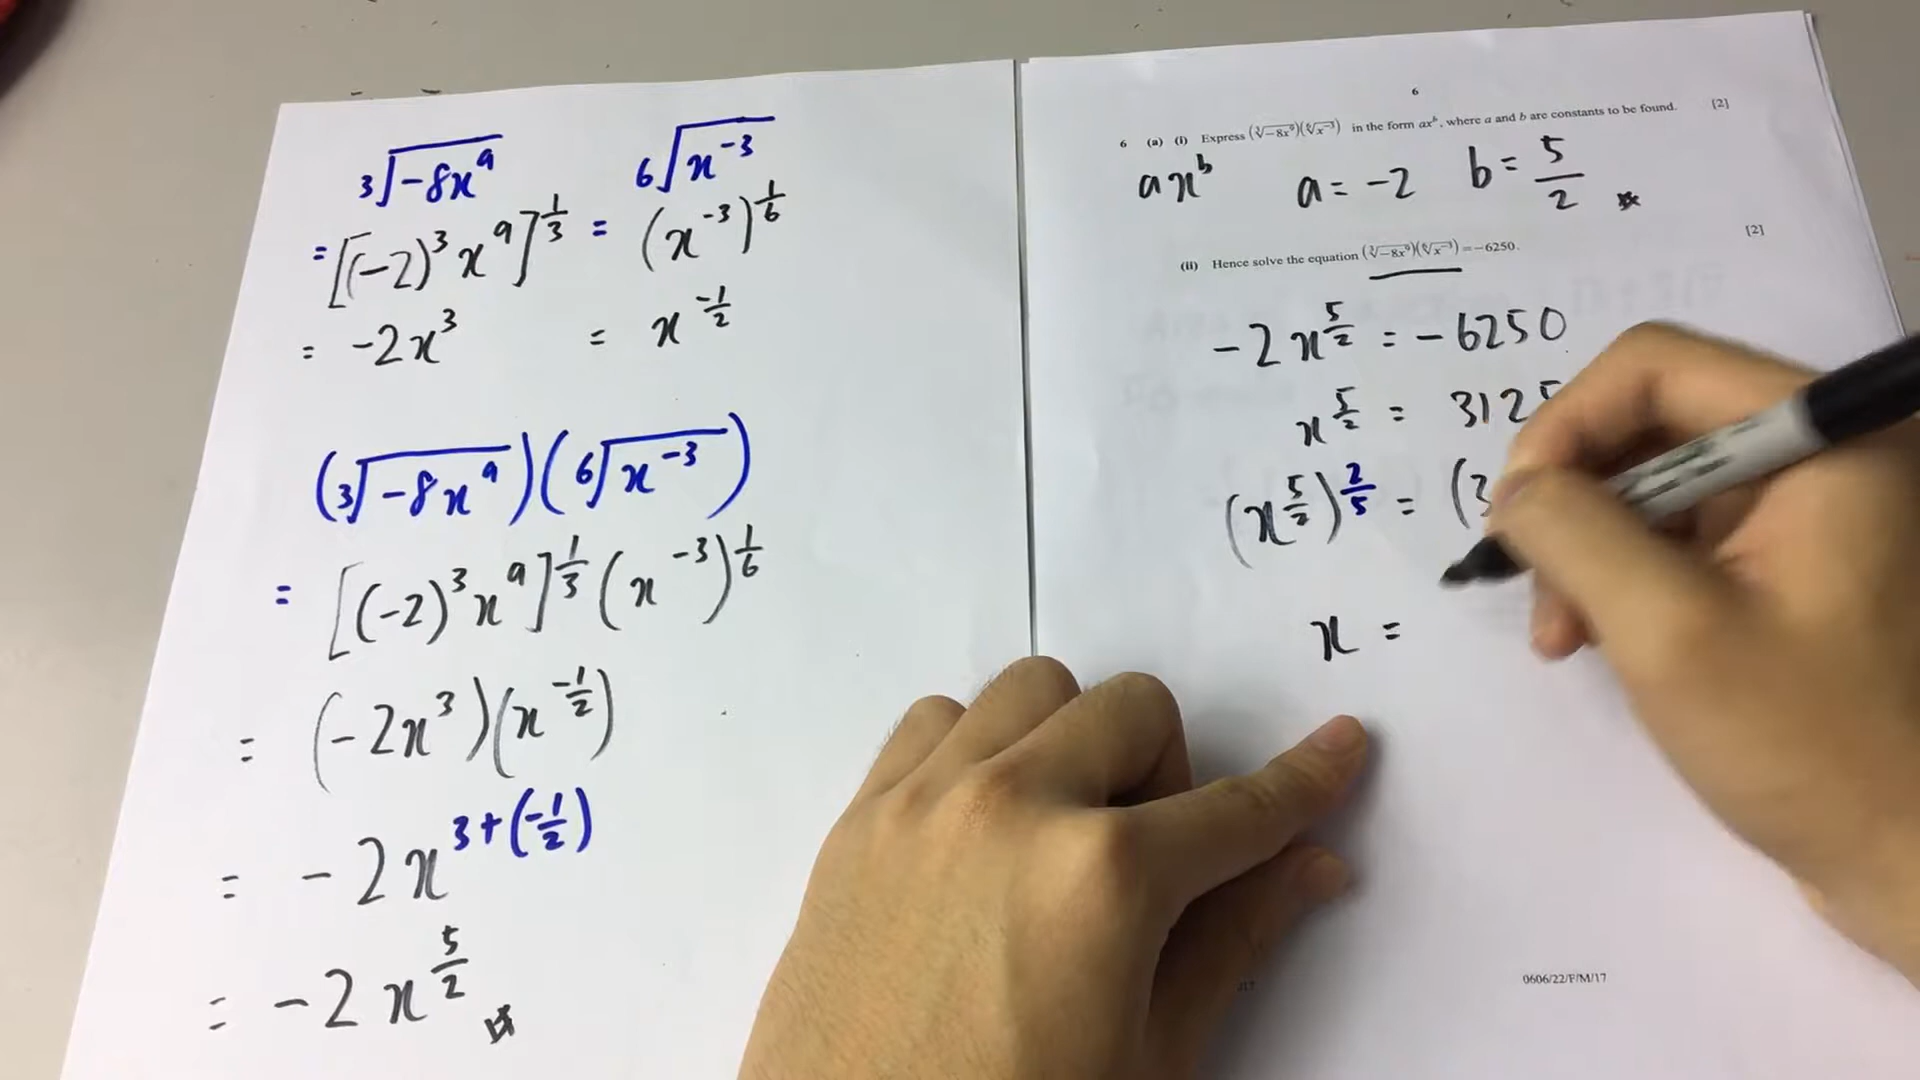 ∛-8x⁹ ⁶√x⁻³
= [(-2)³x⁹]^(1/3) = (x⁻³)^(1/6)
= -2x³ = x^(-1/2)
(∛-8x⁹)(⁶√x⁻³)
= [(-2)³x⁹]^(1/3) (x⁻³)^(1/6)
= (-2x³)(x^(-1/2))
= -2x^(3+(-1/2))
= -2x^(5/2)
6
6 (a) (i) Express (∛-8x⁹)(⁶√x⁻³) in the form axᵇ, where a and b are constants to be found. [2]
axᵇ a = -2 b = 5/2
(ii) Hence solve the equation (∛-8x⁹)(⁶√x⁻³) = -6250. [2]
-2x^(5/2) = -6250
x^(5/2) = 3125
(x^(5/2))^(2/5) = (3
x =
0606/22/F/M/17